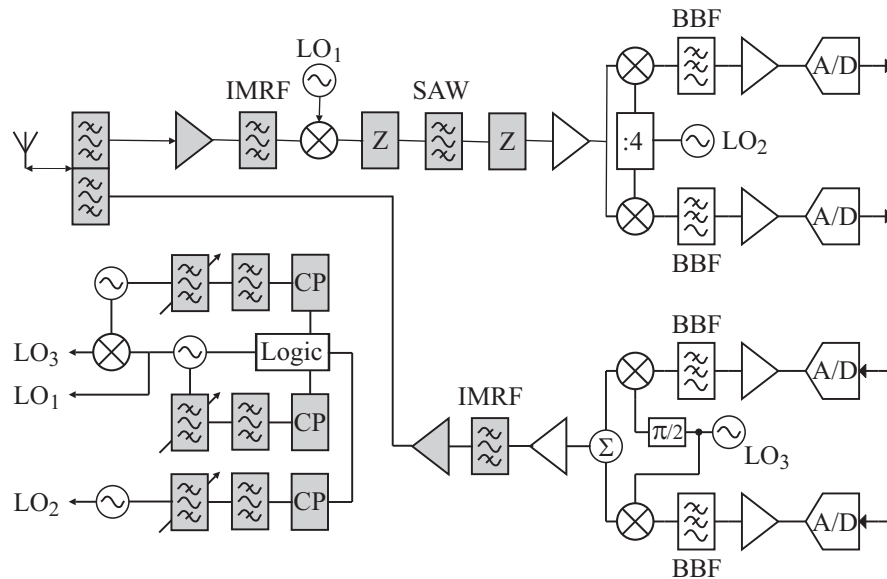 BBF
LO1
IMRF
SAW
A/D
Z
Z
:4
LO2
A/D
BBF
CP
BBF
LO3
Logic
A/D
LO1
IMRF
CP
π/2
Σ
LO3
LO2
CP
A/D
BBF